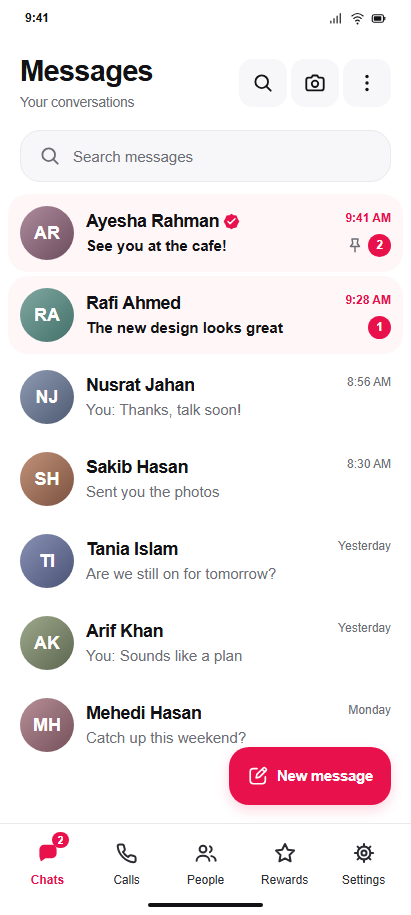 9:41
Messages
Your conversations
Search messages
AR
Ayesha Rahman
9:41 AM
See you at the cafe!
2
RA
Rafi Ahmed
9:28 AM
The new design looks great
1
NJ
Nusrat Jahan
8:56 AM
You: Thanks, talk soon!
SH
Sakib Hasan
8:30 AM
Sent you the photos
TI
Tania Islam
Yesterday
Are we still on for tomorrow?
AK
Arif Khan
Yesterday
You: Sounds like a plan
MH
Mehedi Hasan
Monday
Catch up this weekend?
New message
2
Chats
Calls
People
Rewards
Settings